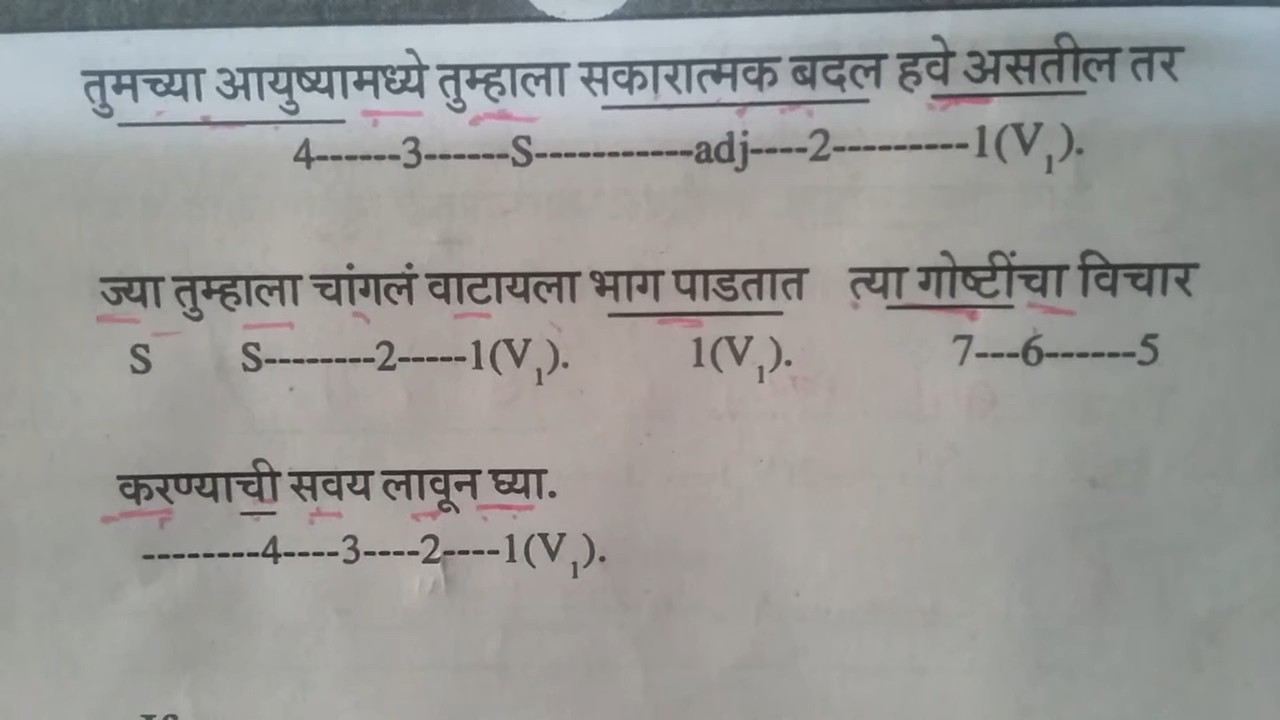 तुमच्या आयुष्यामध्ये तुम्हाला सकारात्मक बदल हवे असतील तर
4------3------S-----------adj----2---------1(V₁).
ज्या तुम्हाला चांगलं वाटायला भाग पाडतात त्या गोष्टींचा विचार
S S--------2-----1(V₁). 1(V₁). 7---6------5
करण्याची सवय लावून घ्या.
--------4----3----2----1(V₁).